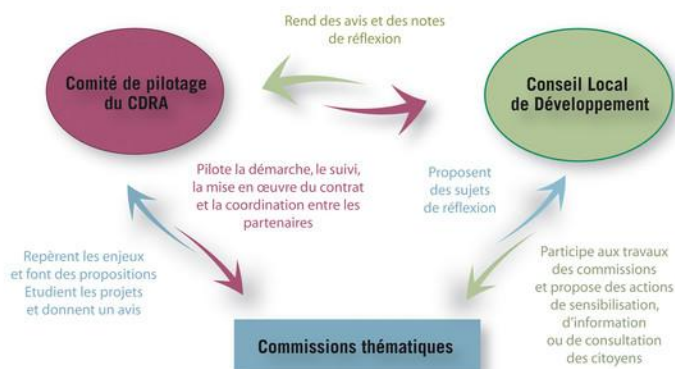 Rend des avis et des notes
de réflexion
Comité de pilotage
du CDRA
Conseil Local
de Développement
Pilote la démarche, le suivi,
la mise en œuvre du contrat
et la coordination entre les
partenaires
Proposent
des sujets
de réflexion
Repèrent les enjeux
et font des propositions
Etudient les projets
et donnent un avis
Participe aux travaux
des commissions
et propose des actions
de sensibilisation,
d'information
ou de consultation
des citoyens
Commissions thématiques